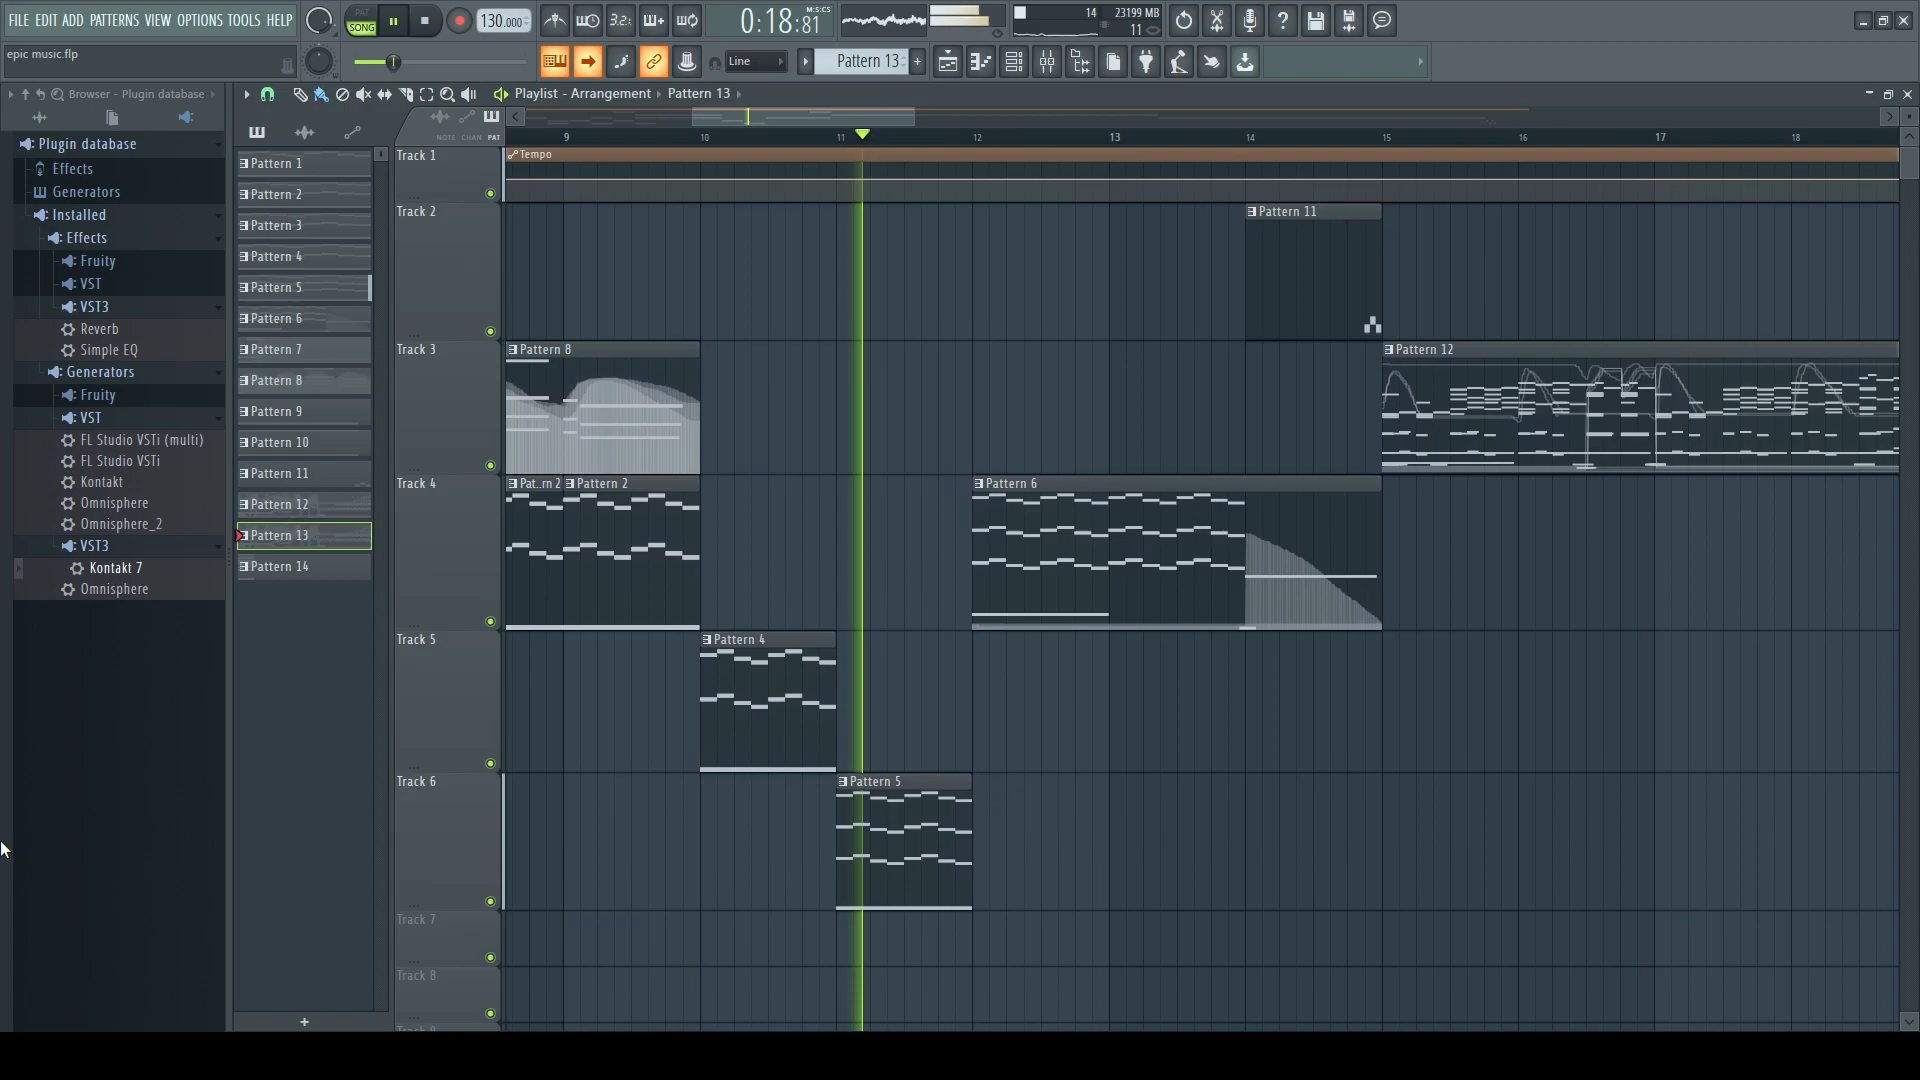 FILE EDIT ADD PATTERNS VIEW OPTIONS TOOLS HELP
PAT
SONG
130.000
3.2.
0:18:81
M:S:CS
14
23199 MB
11
epic music.flp
Line
Pattern 13
Browser - Plugin database
Playlist - Arrangement
Pattern 13
NOTE CHAN PAT
9 10 11 12 13 14 15 16 17 18
Plugin database
Effects
Generators
Installed
Effects
Fruity
VST
VST3
Reverb
Simple EQ
Generators
Fruity
VST
FL Studio VSTi (multi)
FL Studio VSTi
Kontakt
Omnisphere
Omnisphere_2
VST3
Kontakt 7
Omnisphere
Pattern 1
Pattern 2
Pattern 3
Pattern 4
Pattern 5
Pattern 6
Pattern 7
Pattern 8
Pattern 9
Pattern 10
Pattern 11
Pattern 12
Pattern 13
Pattern 14
+
Track 1
Tempo
Track 2
Pattern 11
Track 3
Pattern 8
Pattern 12
Track 4
Pat..rn 2
Pattern 2
Pattern 6
Track 5
Pattern 4
Track 6
Pattern 5
Track 7
Track 8